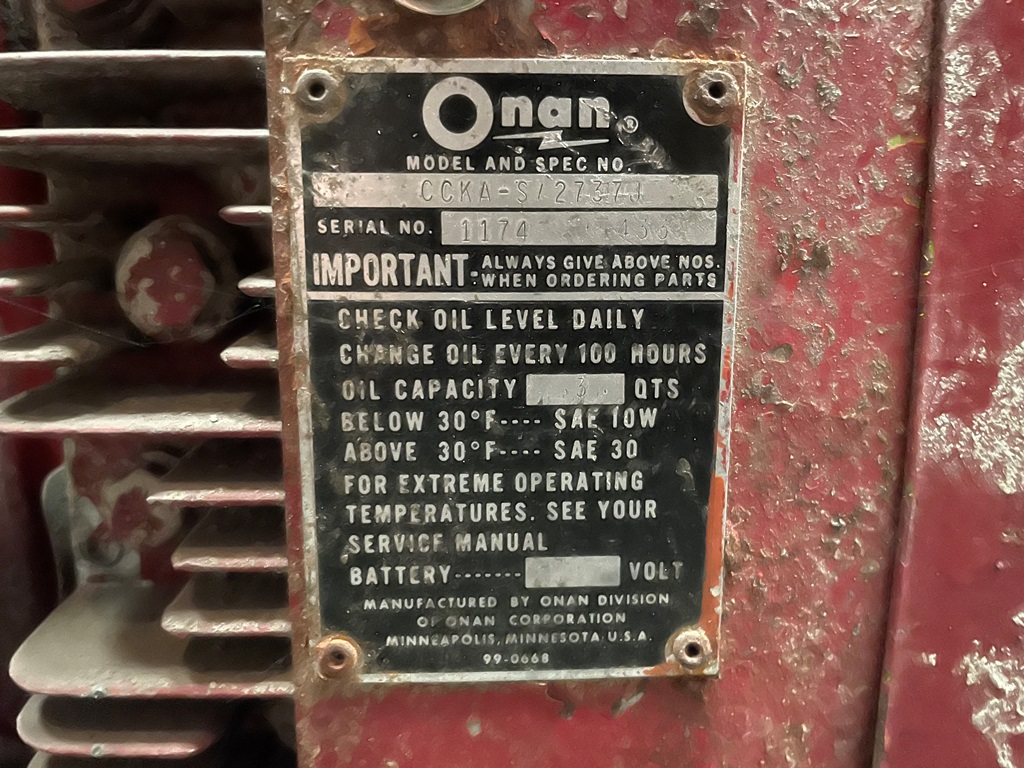 Onan®
MODEL AND SPEC NO.
SERIAL NO. 1174
IMPORTANT: ALWAYS GIVE ABOVE NOS.
WHEN ORDERING PARTS
CHECK OIL LEVEL DAILY
CHANGE OIL EVERY 100 HOURS
OIL CAPACITY 3 QTS
BELOW 30°F---- SAE 10W
ABOVE 30°F---- SAE 30
FOR EXTREME OPERATING
TEMPERATURES. SEE YOUR
SERVICE MANUAL
BATTERY------- VOLT
MANUFACTURED BY ONAN DIVISION
OF ONAN CORPORATION
MINNEAPOLIS, MINNESOTA U.S.A.
99-0668